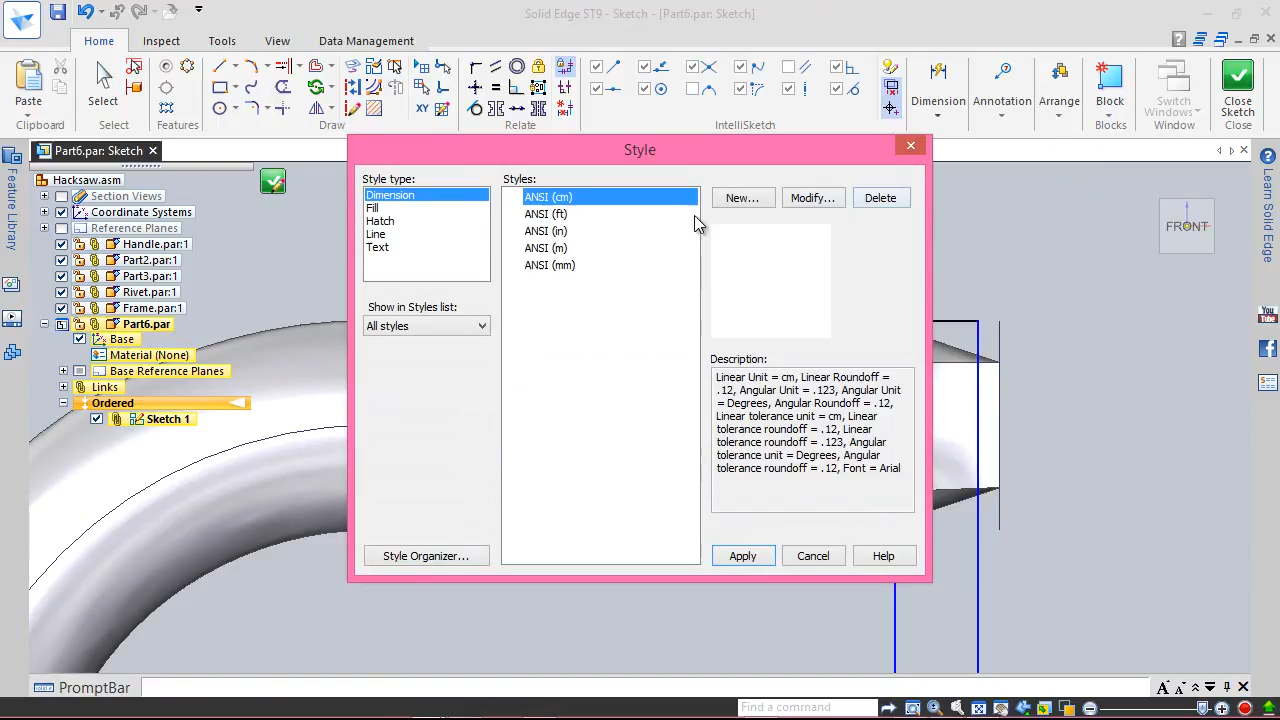 Solid Edge ST9 - Sketch - [Part6.par: Sketch]
Home
Inspect
Tools
View
Data Management
Paste
Select
Clipboard
Select
Features
Draw
Relate
IntelliSketch
Dimension
Annotation
Arrange
Block
Blocks
Switch Windows
Window
Close Sketch
Close
Part6.par: Sketch
Feature Library
Hacksaw.asm
Section Views
Coordinate Systems
Reference Planes
Handle.par:1
Part2.par:1
Part3.par:1
Rivet.par:1
Frame.par:1
Part6.par
Base
Material (None)
Base Reference Planes
Links
Ordered
Sketch 1
Style
Style type:
Dimension
Fill
Hatch
Line
Text
Show in Styles list:
All styles
Style Organizer...
Styles:
ANSI (cm)
ANSI (ft)
ANSI (in)
ANSI (m)
ANSI (mm)
New...
Modify...
Delete
Description:
Linear Unit = cm, Linear Roundoff =
.12, Angular Unit = .123, Angular Unit
= Degrees, Angular Roundoff = .12,
Linear tolerance unit = cm, Linear
tolerance roundoff = .12, Linear
tolerance roundoff = .123, Angular
tolerance unit = Degrees, Angular
tolerance roundoff = .12, Font = Arial
Apply
Cancel
Help
FRONT
Learn Solid Edge
You Tube
PromptBar
Find a command